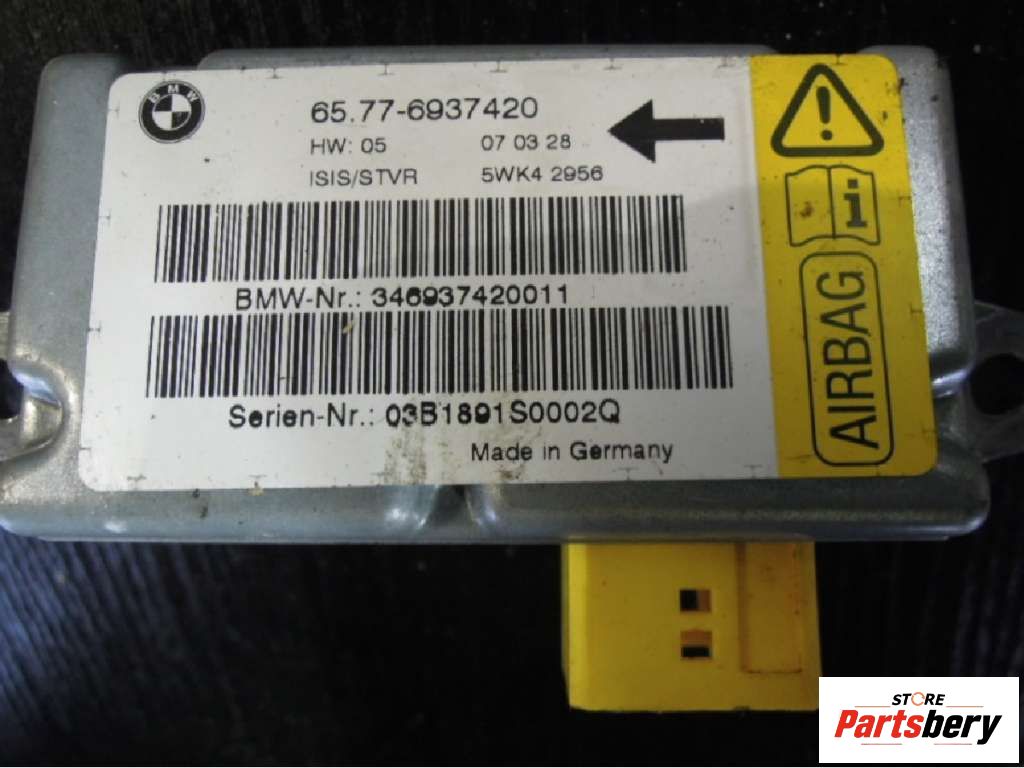 BMW
65.77-6937420
HW: 05 07 03 28
ISIS/STVR 5WK4 2956
BMW-Nr.: 346937420011
Serien-Nr.: 03B1891S0002Q
Made in Germany
AIRBAG
STORE
Partsbery